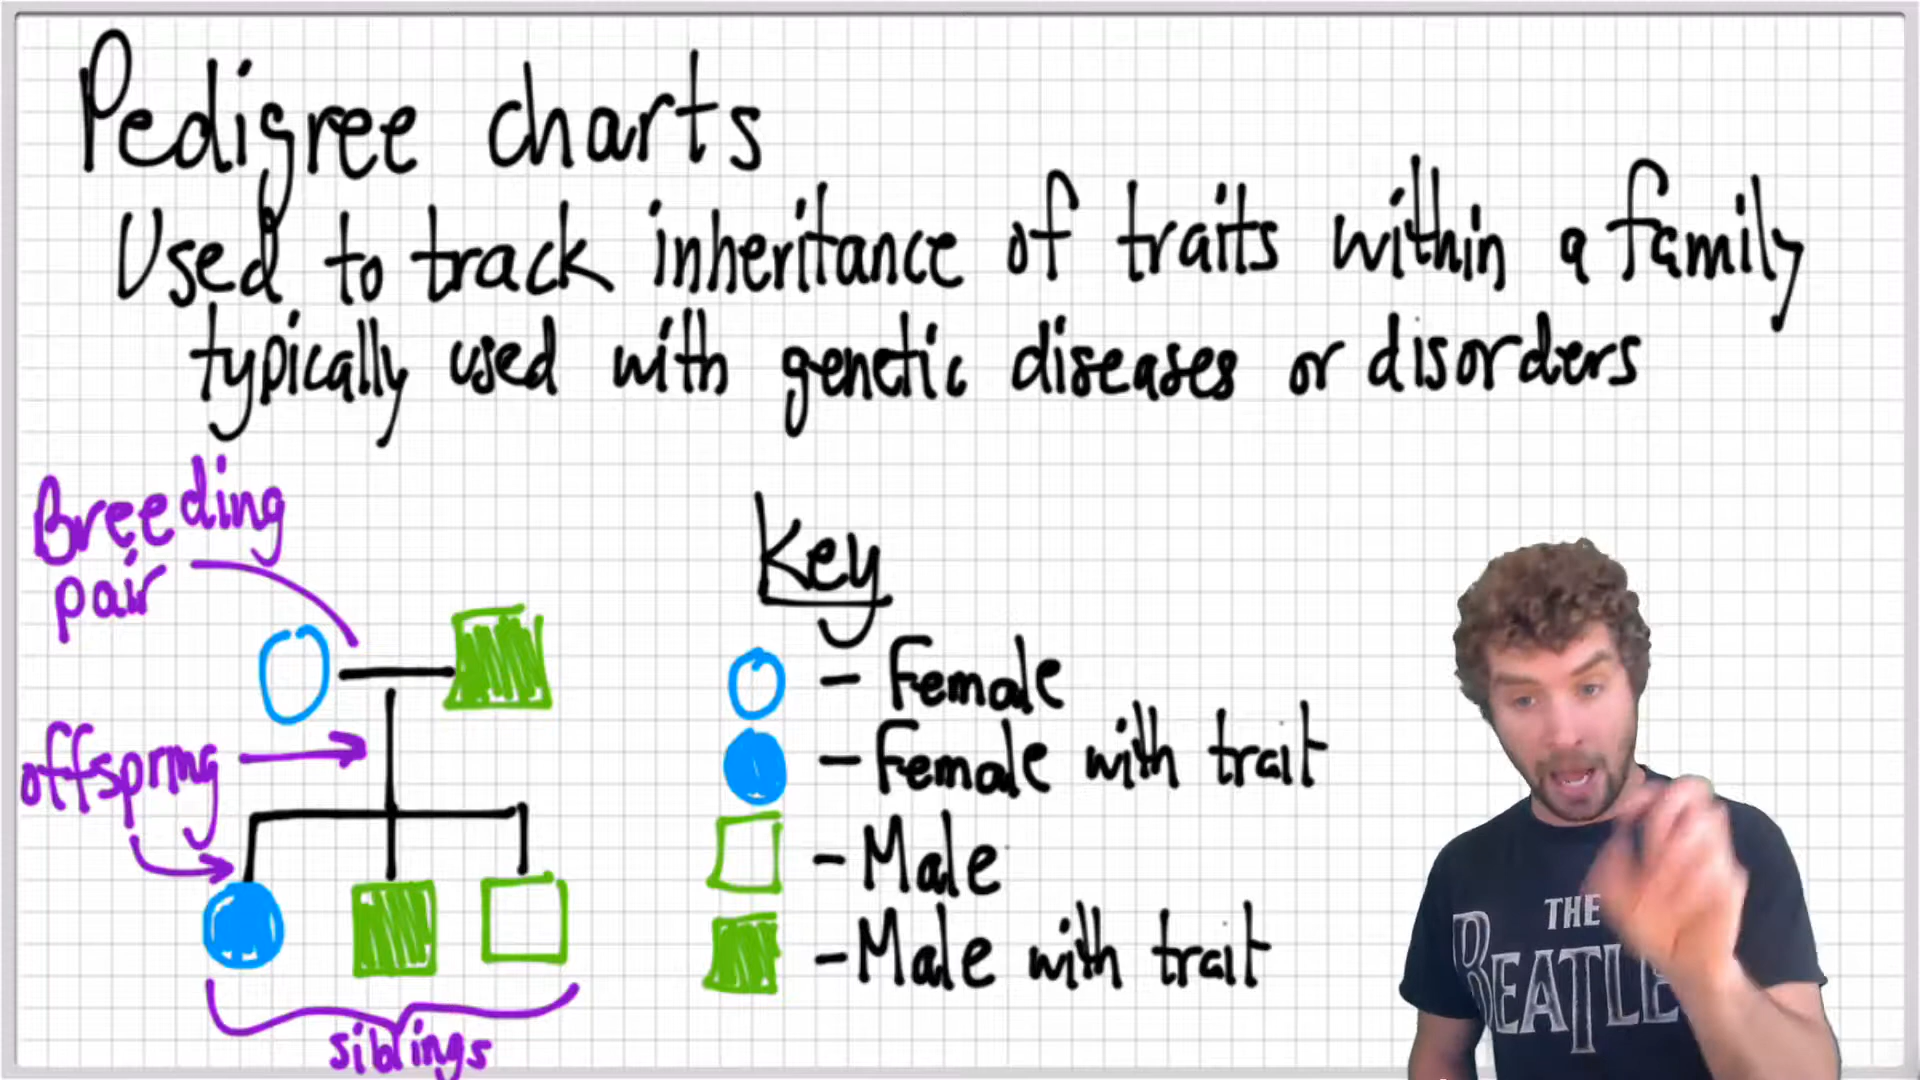 Pedigree charts
Used to track inheritance of traits within a family
typically used with genetic diseases or disorders
Breeding
pair
offspring
siblings
Key
- Female
- Female with trait
- Male
- Male with trait
THE
BEATLE